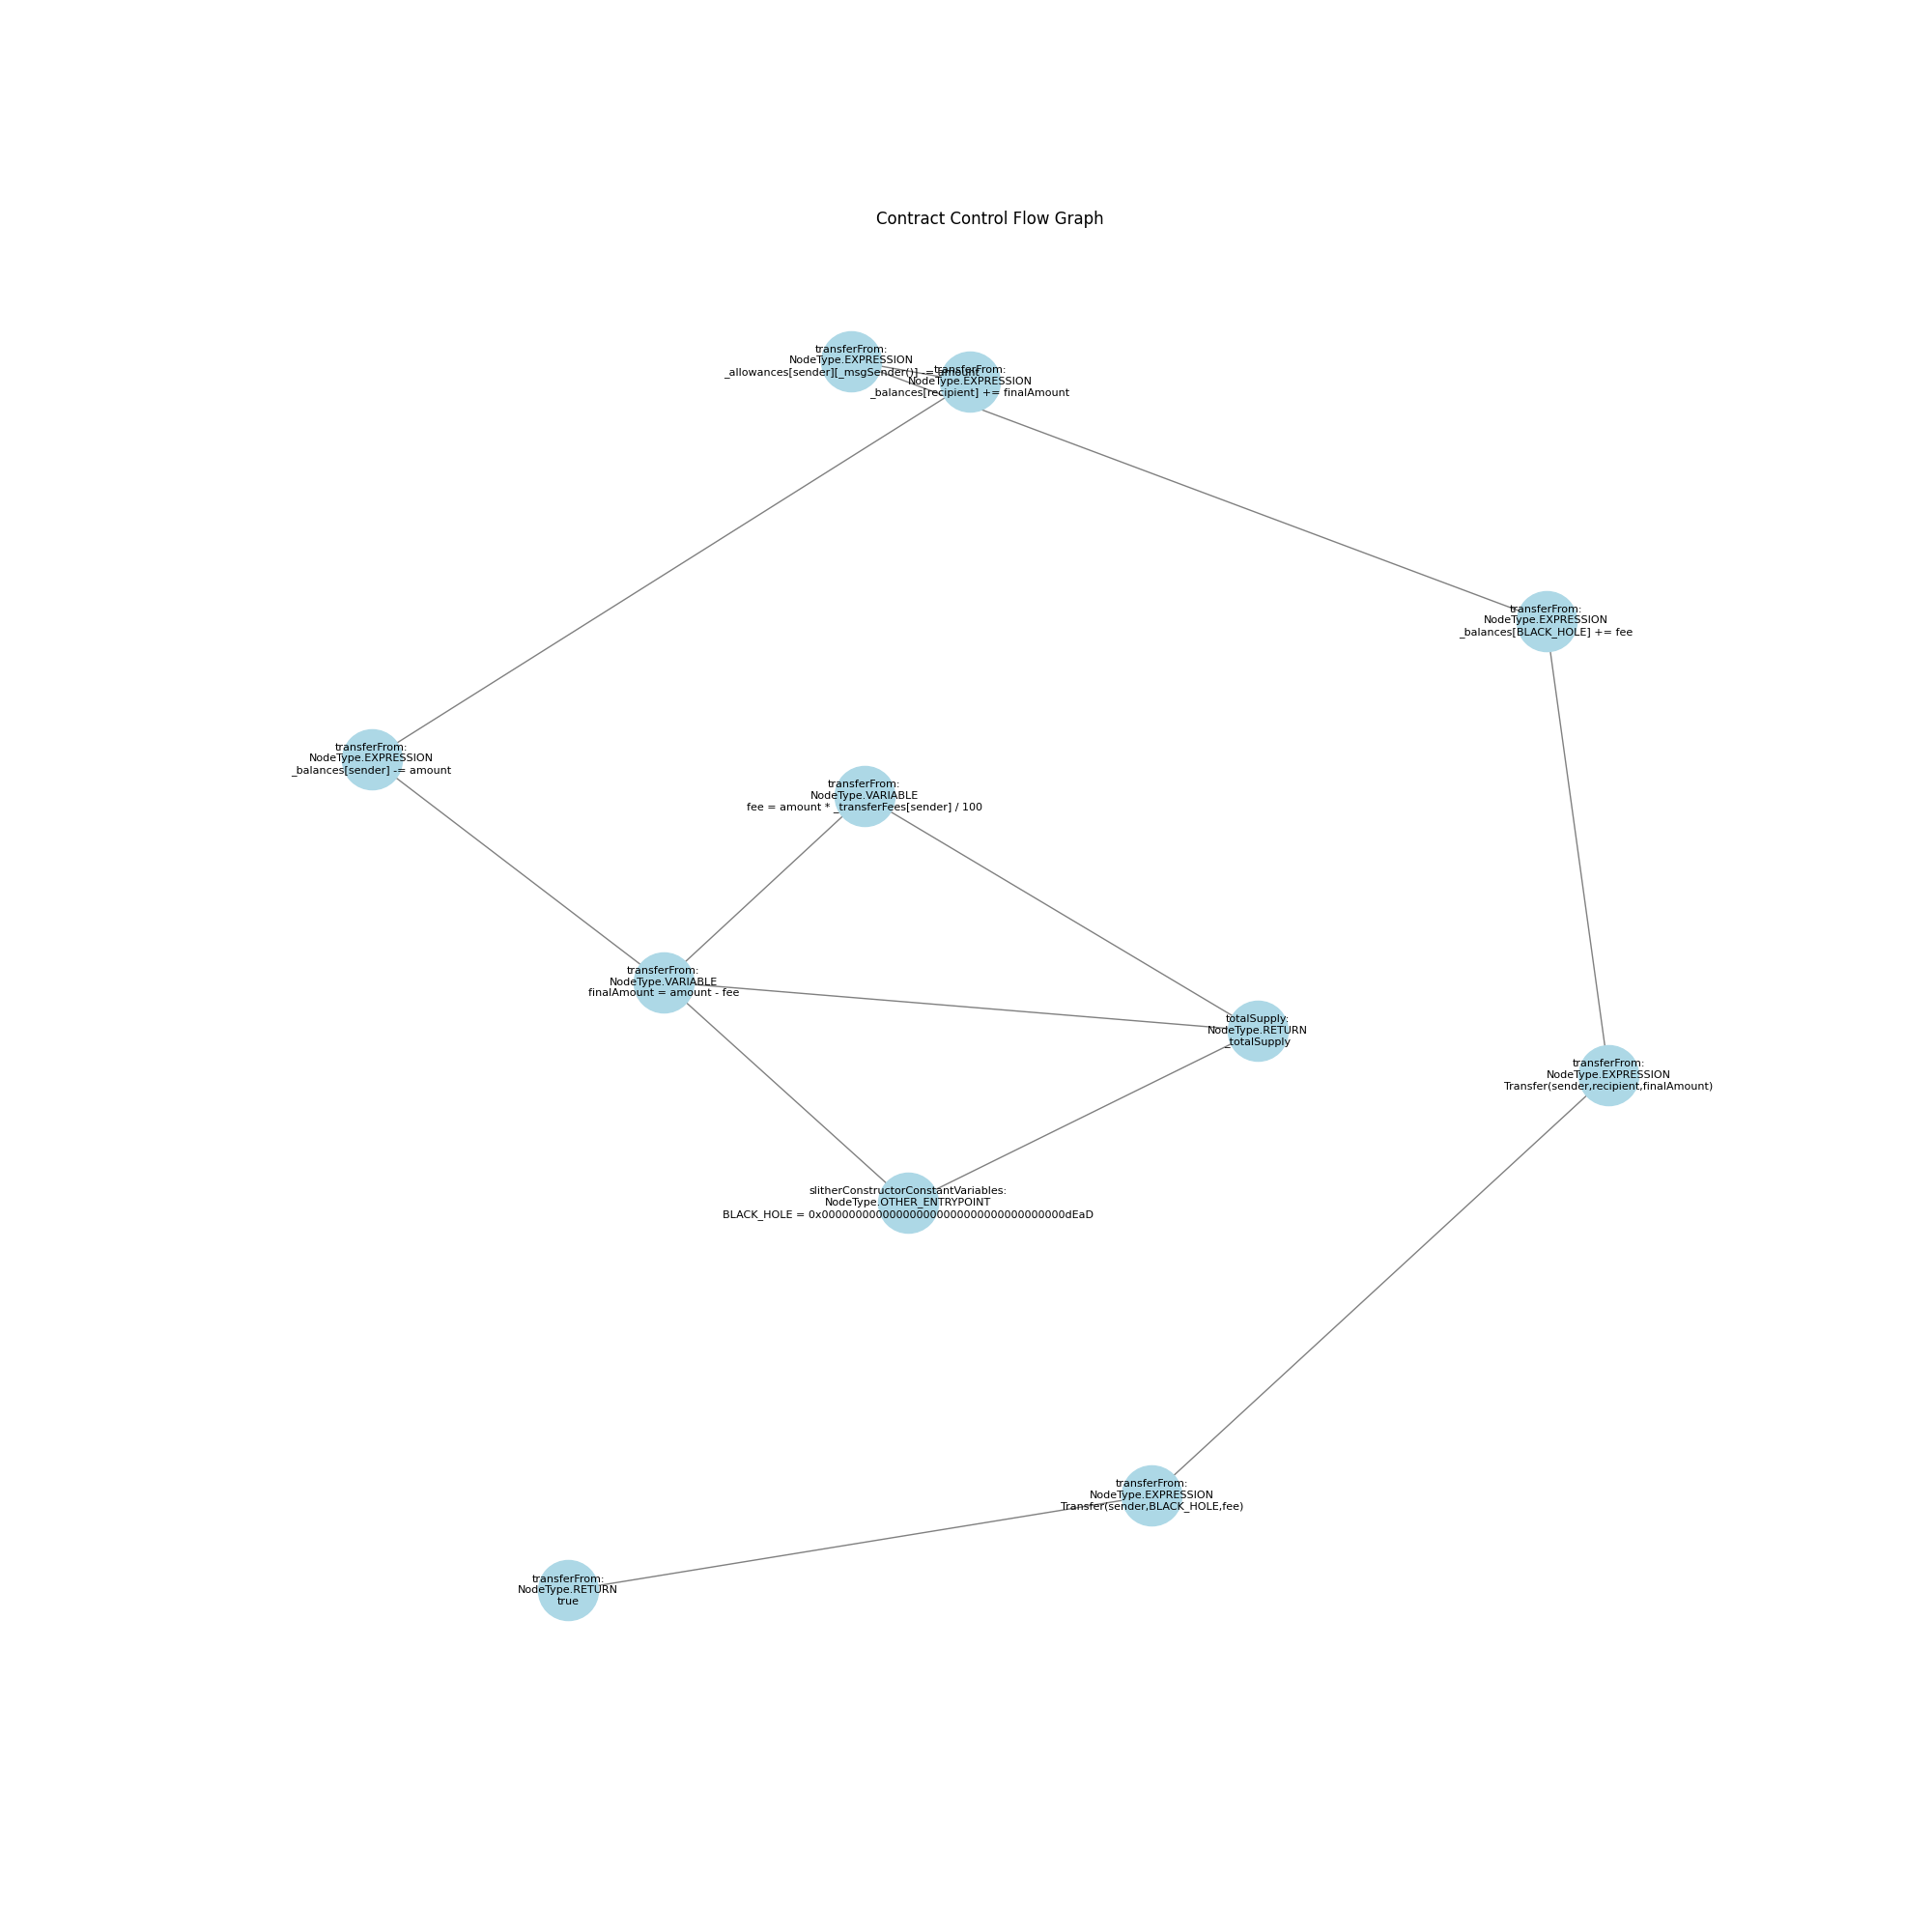 Contract Control Flow Graph
transferFrom:
NodeType.EXPRESSION
_allowances[sender][_msgSender()] -= amount
transferFrom:
NodeType.EXPRESSION
_balances[recipient] += finalAmount
transferFrom:
NodeType.EXPRESSION
_balances[BLACK_HOLE] += fee
transferFrom:
NodeType.EXPRESSION
_balances[sender] -= amount
transferFrom:
NodeType.VARIABLE
fee = amount * _transferFees[sender] / 100
transferFrom:
NodeType.VARIABLE
finalAmount = amount - fee
totalSupply:
NodeType.RETURN
_totalSupply
transferFrom:
NodeType.EXPRESSION
Transfer(sender,recipient,finalAmount)
slitherConstructorConstantVariables:
NodeType.OTHER_ENTRYPOINT
BLACK_HOLE = 0x000000000000000000000000000000000000dEaD
transferFrom:
NodeType.EXPRESSION
Transfer(sender,BLACK_HOLE,fee)
transferFrom:
NodeType.RETURN
true